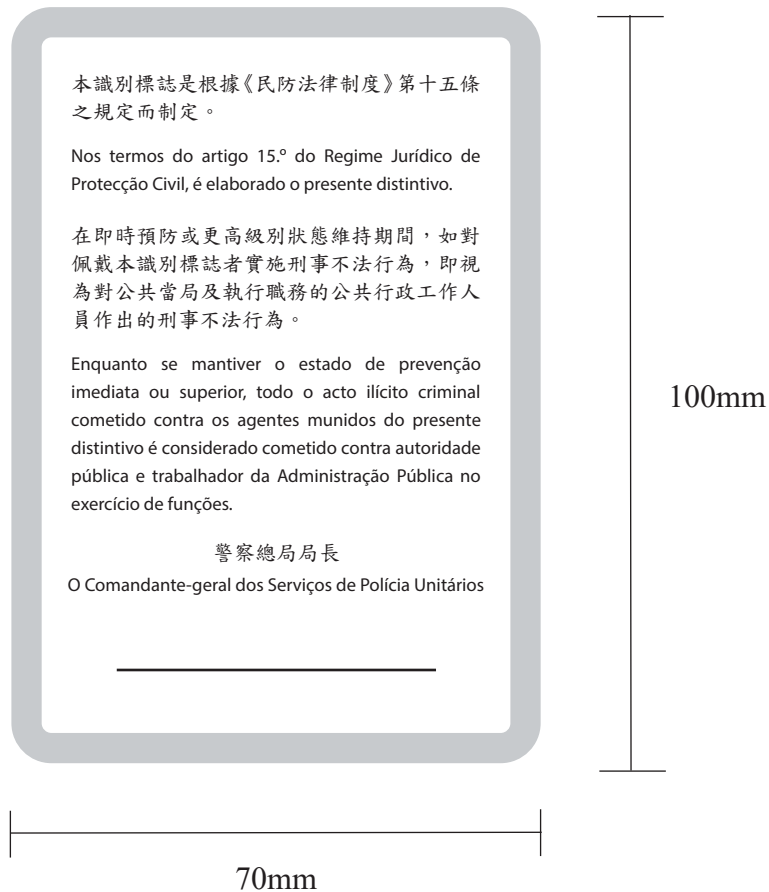 本識別標誌是根據《民防法律制度》第十五條
之規定而制定。
Nos termos do artigo 15.º do Regime Jurídico de
Protecção Civil, é elaborado o presente distintivo.
在即時預防或更高級別狀態維持期間，如對
佩戴本識別標誌者實施刑事不法行為，即視
為對公共當局及執行職務的公共行政工作人
員作出的刑事不法行為。
Enquanto se mantiver o estado de prevenção
imediata ou superior, todo o acto ilícito criminal
cometido contra os agentes munidos do presente
distintivo é considerado cometido contra autoridade
pública e trabalhador da Administração Pública no
exercício de funções.
警察總局局長
O Comandante-geral dos Serviços de Polícia Unitários
100mm
70mm